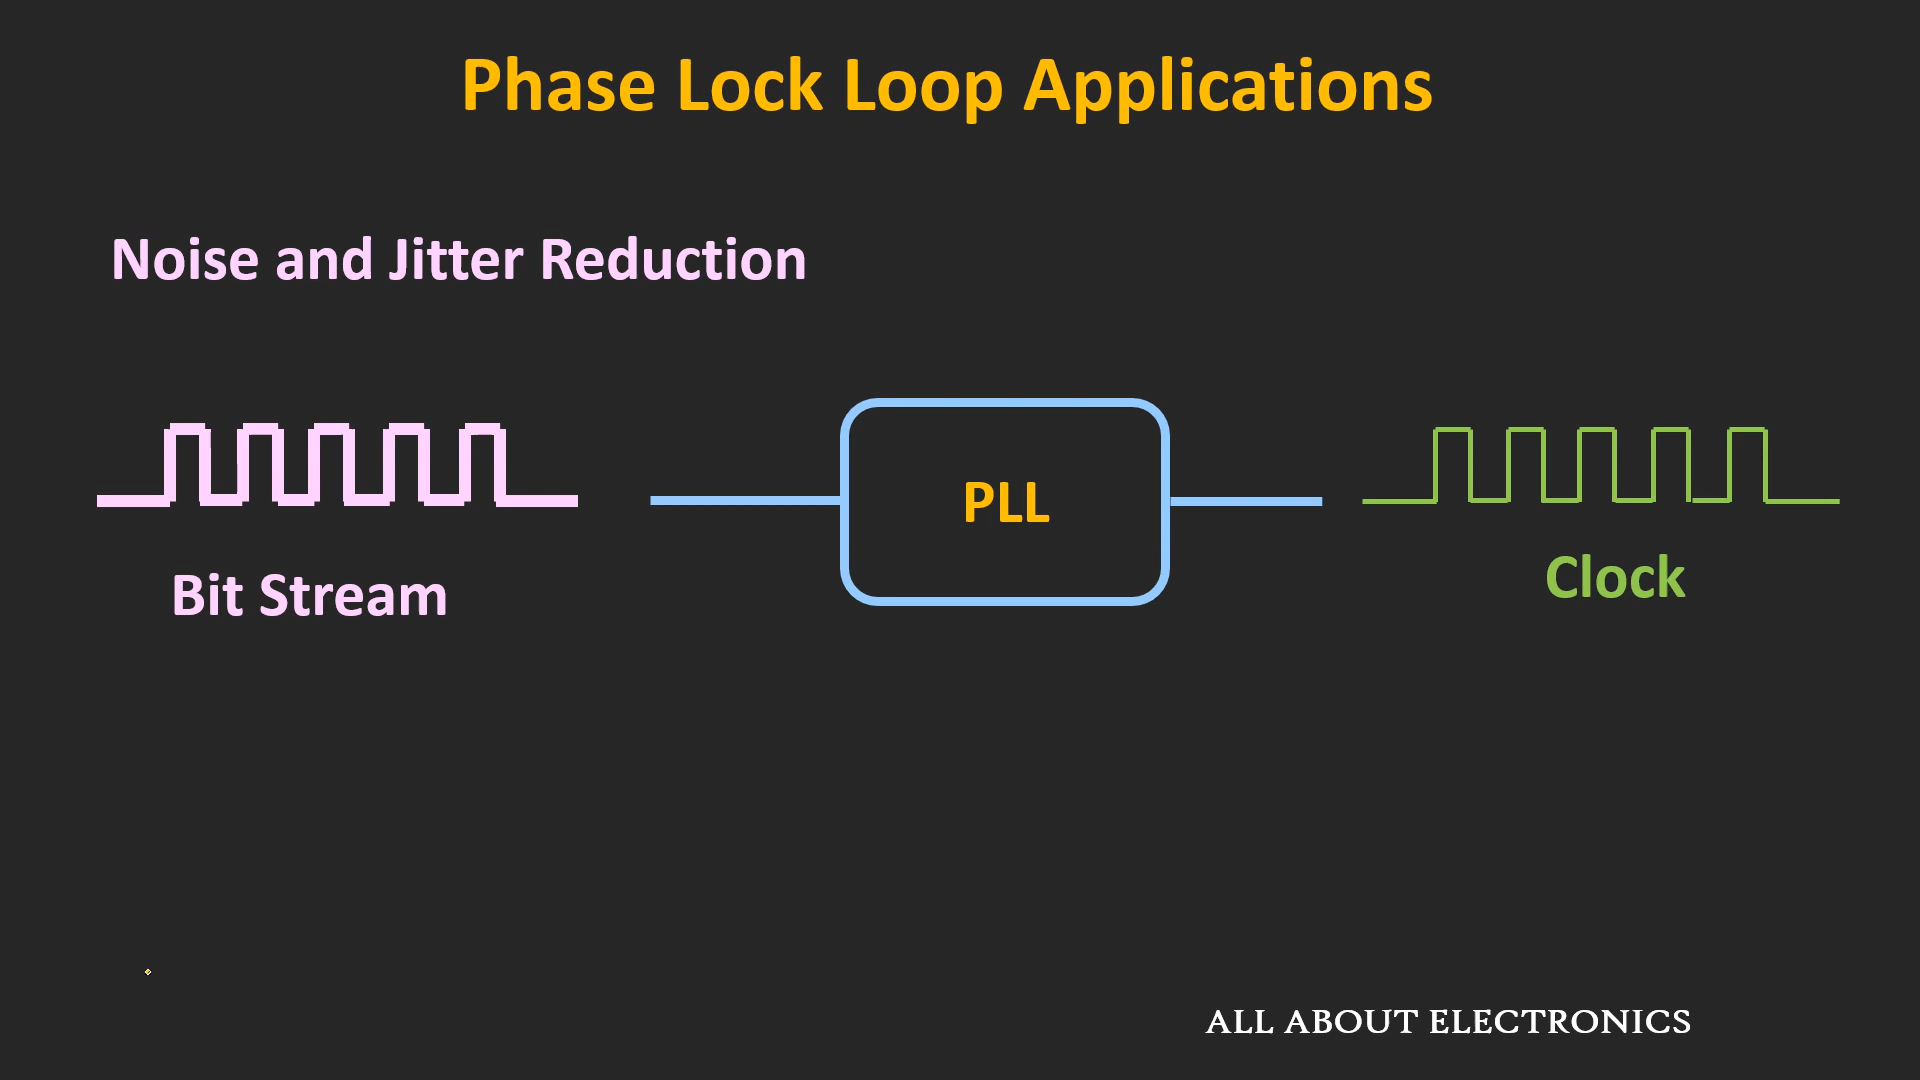 Phase Lock Loop Applications
Noise and Jitter Reduction
PLL
Bit Stream
Clock
ALL ABOUT ELECTRONICS